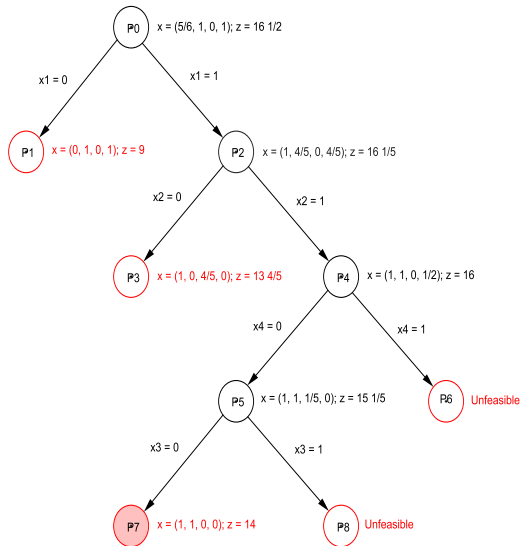 P0 x = (5/6, 1, 0, 1); z = 16 1/2
x1 = 0
x1 = 1
P1 x = (0, 1, 0, 1); z = 9
P2 x = (1, 4/5, 0, 4/5); z = 16 1/5
x2 = 0
x2 = 1
P3 x = (1, 0, 4/5, 0); z = 13 4/5
P4 x = (1, 1, 0, 1/2); z = 16
x4 = 0
x4 = 1
P5 x = (1, 1, 1/5, 0); z = 15 1/5
P6 Unfeasible
x3 = 0
x3 = 1
P7 x = (1, 1, 0, 0); z = 14
P8 Unfeasible